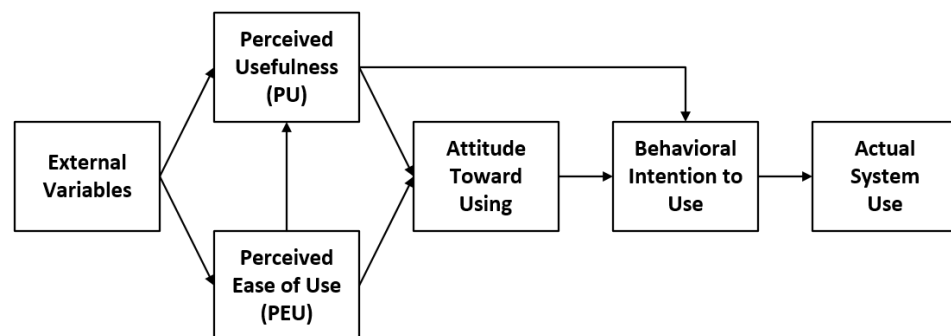 Perceived
Usefulness
(PU)
External
Variables
Perceived
Ease of Use
(PEU)
Attitude
Toward
Using
Behavioral
Intention to
Use
Actual
System
Use